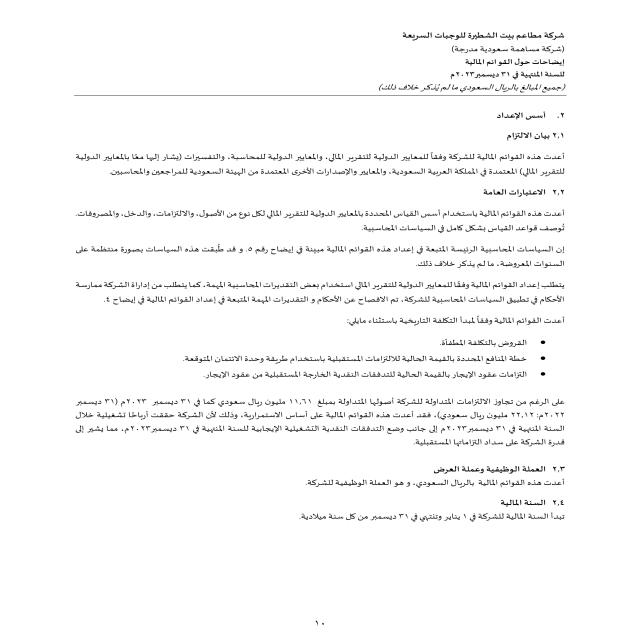 شركة مطاعم بيت الشطيرة للوجبات السريعة
(شركة مساهمة سعودية مدرجة)
إيضاحات حول القوائم المالية
للسنة المنتهية في ٣١ ديسمبر٢٠٢٣م
(جميع المبالغ بالريال السعودي ما لم يُذكر خلاف ذلك)
٢. أسس الإعداد
٢.١ بيان الالتزام
أعدت هذه القوائم المالية للشركة وفقاً للمعايير الدولية للتقرير المالي، والمعايير الدولية للمحاسبة، والتفسيرات (يشار إليها معًا بالمعايير الدولية
للتقرير المالي) المعتمدة في المملكة العربية السعودية، والمعايير والإصدارات الأخرى المعتمدة من الهيئة السعودية للمراجعين والمحاسبين.
٢.٢ الاعتبارات العامة
أعدت هذه القوائم المالية باستخدام أسس القياس المحددة بالمعايير الدولية للتقرير المالي لكل نوع من الأصول، والالتزامات، والدخل، والمصروفات.
تُوصف قواعد القياس بشكل كامل في السياسات المحاسبية.
إن السياسات المحاسبية الرئيسة المتبعة في إعداد هذه القوائم المالية مبينة في إيضاح رقم ٥. و قد طُبقت هذه السياسات بصورة منتظمة على
السنوات المعروضة، ما لم يذكر خلاف ذلك.
يتطلب إعداد القوائم المالية وفقًا للمعايير الدولية للتقرير المالي استخدام بعض التقديرات المحاسبية المهمة، كما يتطلب من إداراة الشركة ممارسة
الأحكام في تطبيق السياسات المحاسبية للشركة، تم الافصاح عن الأحكام و التقديرات المهمة المتبعة في إعداد القوائم المالية في إيضاح ٤.
أعدت القوائم المالية وفقاً لمبدأ التكلفة التاريخية باستثناء مايلي:
• القروض بالتكلفة المطفأة.
• خطة المنافع المحددة بالقيمة الحالية للالتزامات المستقبلية باستخدام طريقة وحدة الائتمان المتوقعة.
• التزامات عقود الإيجار بالقيمة الحالية للتدفقات النقدية الخارجة المستقبلية من عقود الإيجار.
على الرغم من تجاوز الالتزامات المتداولة للشركة أصولها المتداولة بمبلغ ١١,٦١ مليون ريال سعودي كما في ٣١ ديسمبر ٢٠٢٣م (٣١ ديسمبر
٢٠٢٢م: ٢٢,١٢ مليون ريال سعودي)، فقد أعدت هذه القوائم المالية على أساس الاستمرارية، وذلك لأن الشركة حققت أرباحًا تشغيلية خلال
السنة المنتهية في ٣١ ديسمبر٢٠٢٣م إلى جانب وضع التدفقات النقدية التشغيلية الإيجابية للسنة المنتهية في ٣١ ديسمبر٢٠٢٣م، مما يشير إلى
قدرة الشركة على سداد التزاماتها المستقبلية.
٢.٣ العملة الوظيفية وعملة العرض
أعدت هذه القوائم المالية بالريال السعودي، و هو العملة الوظيفية للشركة.
٢.٤ السنة المالية
تبدأ السنة المالية للشركة في ١ يناير وتنتهي في ٣١ ديسمبر من كل سنة ميلادية.
١٠